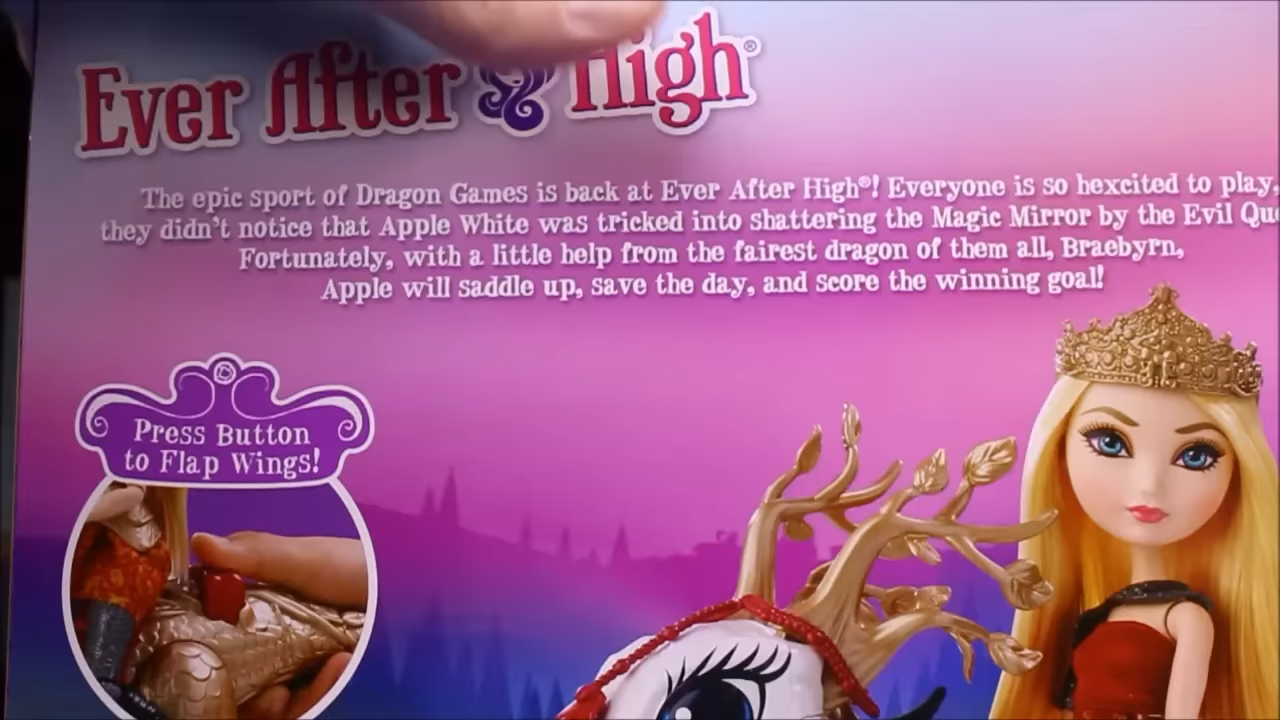 Ever After High®
The epic sport of Dragon Games is back at Ever After High®! Everyone is so hexcited to play,
they didn't notice that Apple White was tricked into shattering the Magic Mirror by the Evil
Fortunately, with a little help from the fairest dragon of them all, Braebyrn,
Apple will saddle up, save the day, and score the winning goal!
Press Button
to Flap Wings!